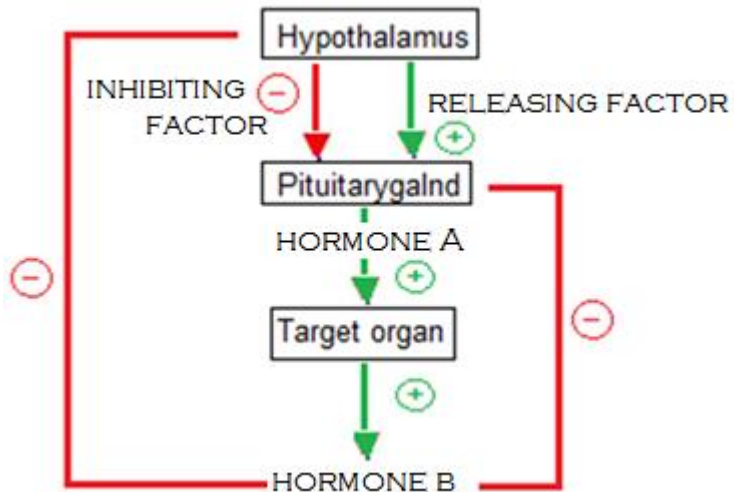 Hypothalamus
INHIBITING
FACTOR
−
RELEASING FACTOR
+
Pituitarygalnd
HORMONE A
+
−
−
Target organ
+
HORMONE B